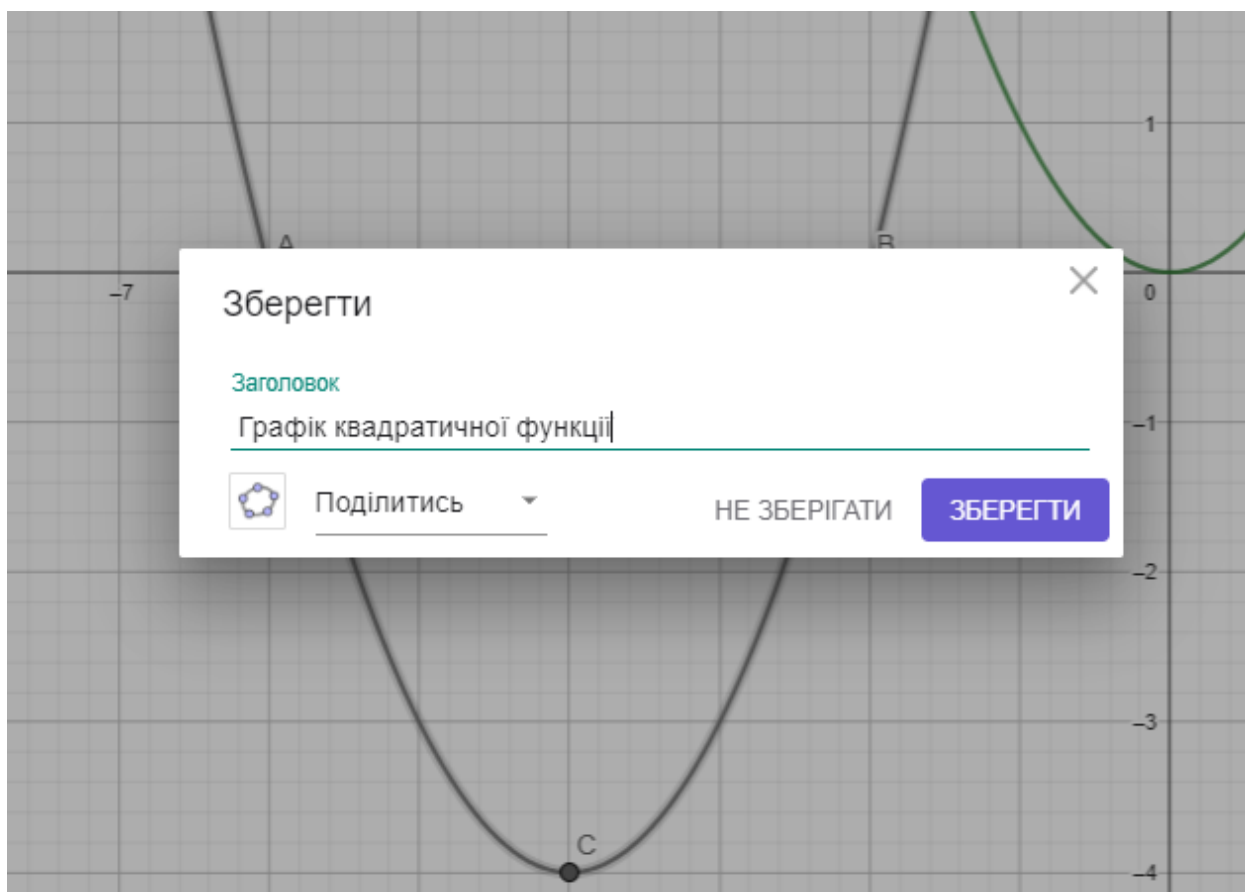 1
A
B
–7
0
Зберегти
Заголовок
Графік квадратичної функції
–1
Поділитись
НЕ ЗБЕРІГАТИ
ЗБЕРЕГТИ
–2
–3
C
–4